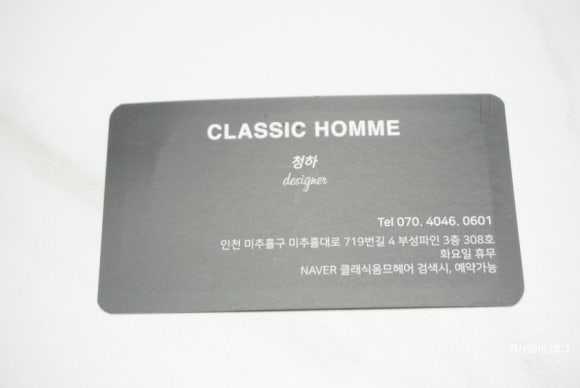 CLASSIC HOMME
청하
designer
Tel 070. 4046. 0601
인천 미추홀구 미추홀대로 719번길 4 부성파인 3층 308호
화요일 휴무
NAVER 클래식옴므헤어 검색시, 예약가능